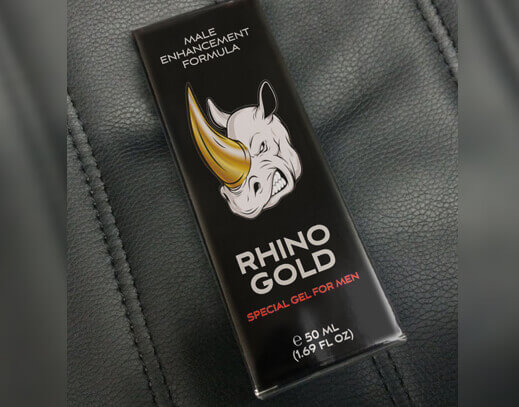 MALE
ENHANCEMENT
FORMULA
RHINO
GOLD
SPECIAL GEL FOR MEN
℮ 50 ML
(1.69 FL OZ)